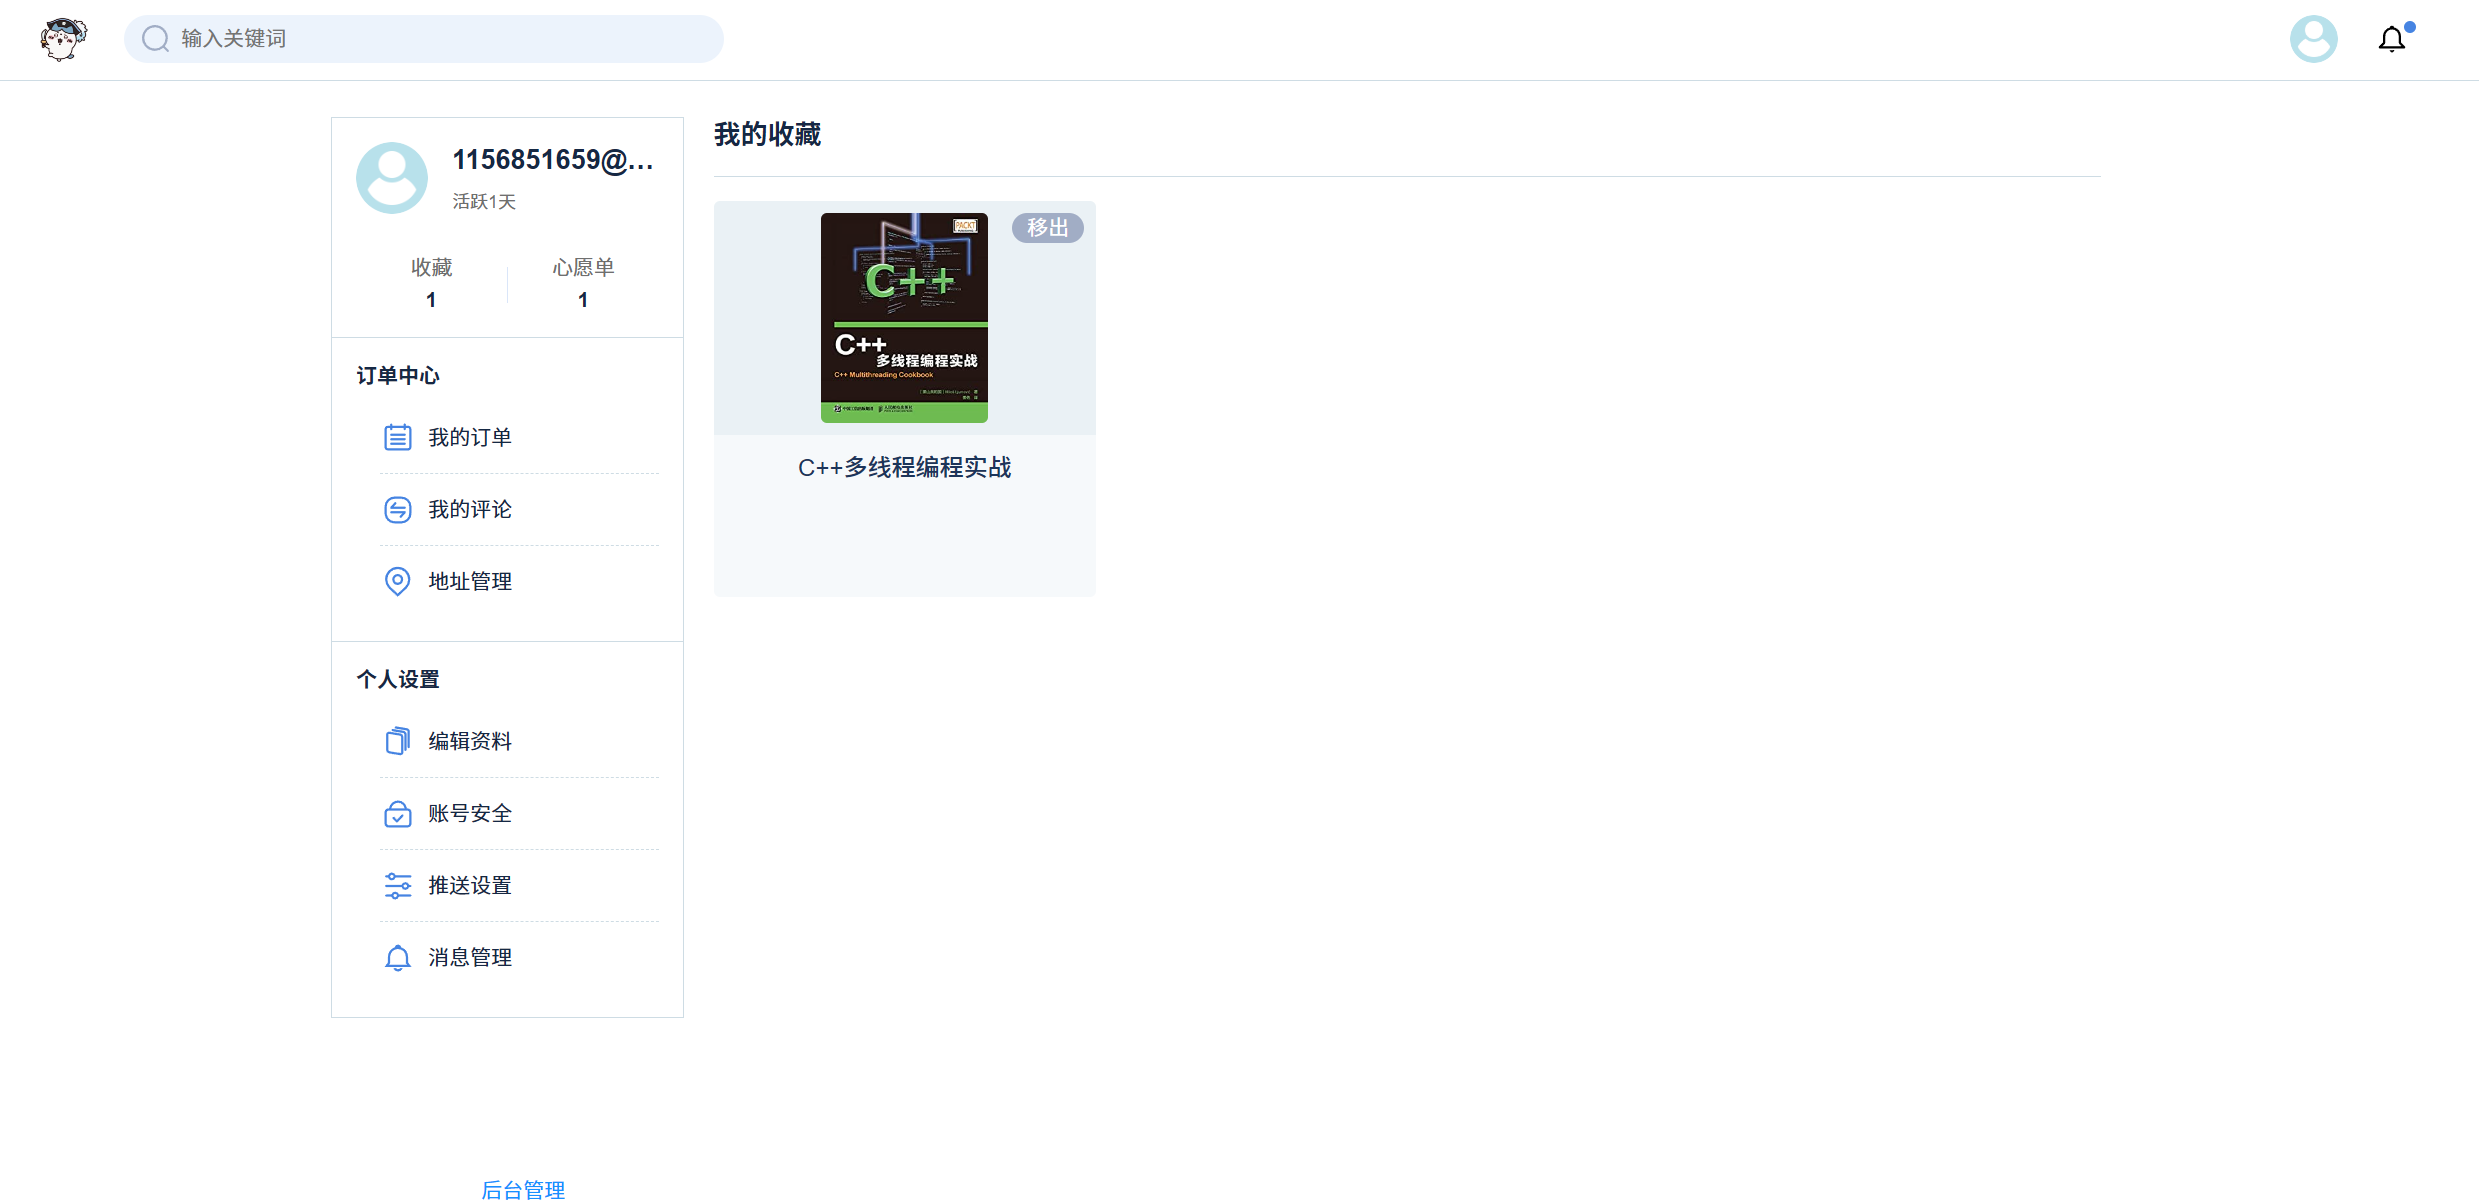 输入关键词
1156851659@...
活跃1天
收藏
1
心愿单
1
订单中心
我的订单
我的评论
地址管理
个人设置
编辑资料
账号安全
推送设置
消息管理
我的收藏
移出
PACKT
C++
C++
多线程编程实战
C++ Multithreading Cookbook
C++多线程编程实战
后台管理